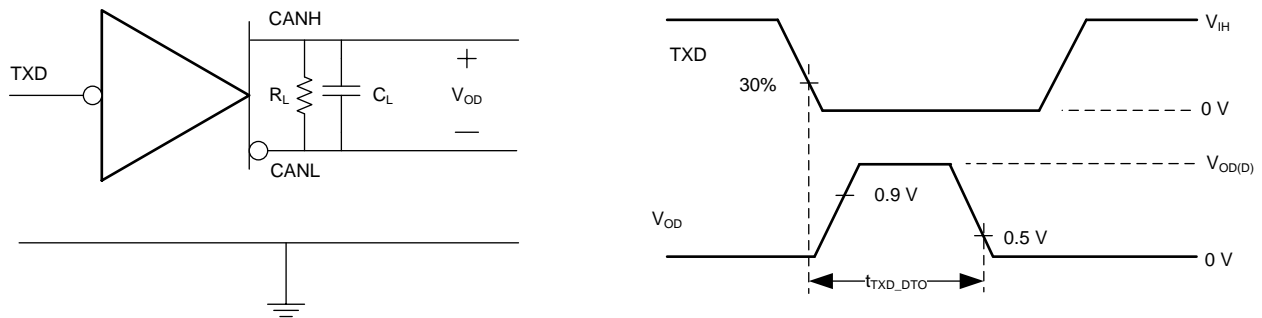 CANH
TXD
R_L
C_L
+
V_OD
—
CANL
V_IH
TXD
30%
0 V
V_OD(D)
0.9 V
V_OD
0.5 V
0 V
t_TXD_DTO